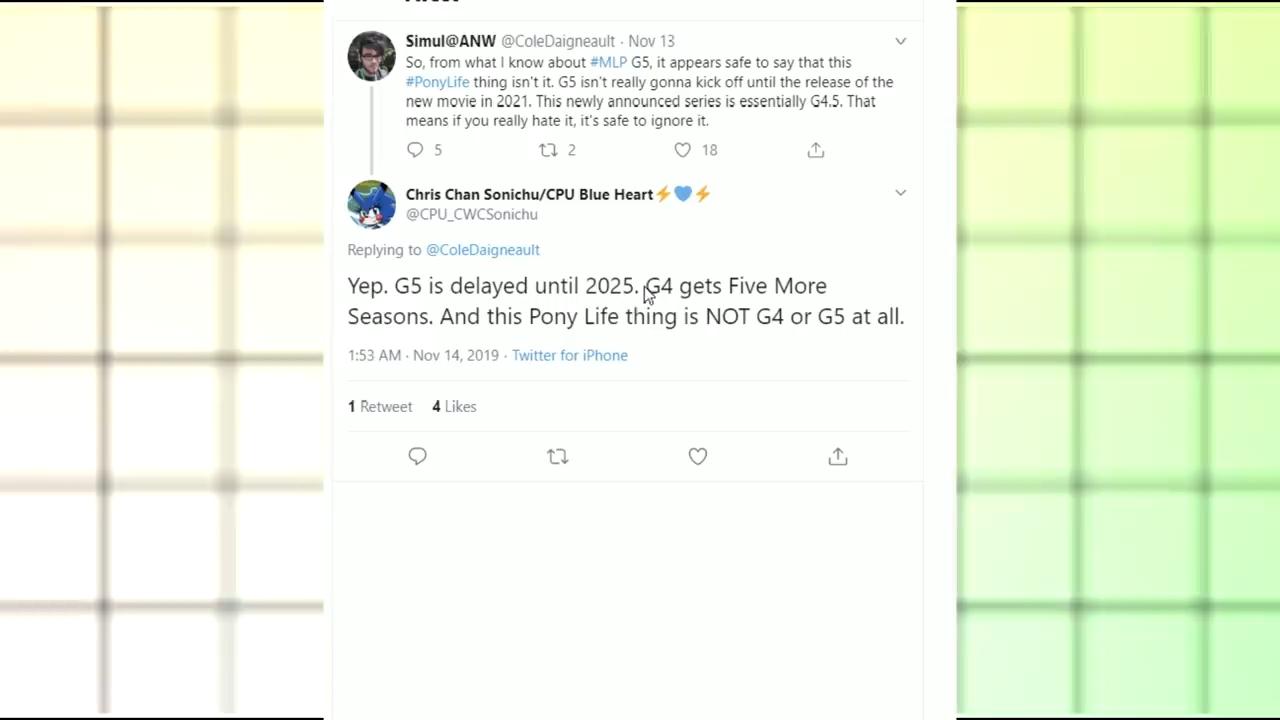 Simul@ANW @ColeDaigneault · Nov 13
So, from what I know about #MLP G5, it appears safe to say that this
#PonyLife thing isn't it. G5 isn't really gonna kick off until the release of the
new movie in 2021. This newly announced series is essentially G4.5. That
means if you really hate it, it's safe to ignore it.
5 2 18
Chris Chan Sonichu/CPU Blue Heart⚡💙⚡
@CPU_CWCSonichu
Replying to @ColeDaigneault
Yep. G5 is delayed until 2025. G4 gets Five More
Seasons. And this Pony Life thing is NOT G4 or G5 at all.
1:53 AM · Nov 14, 2019 · Twitter for iPhone
1 Retweet 4 Likes